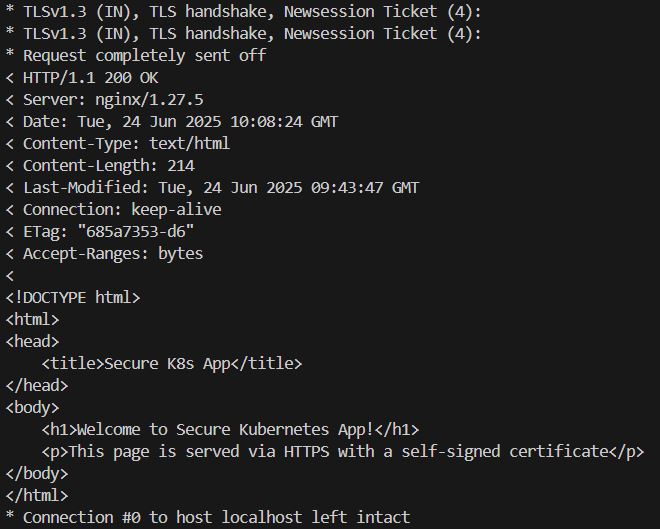 * TLSv1.3 (IN), TLS handshake, Newsession Ticket (4):
* TLSv1.3 (IN), TLS handshake, Newsession Ticket (4):
* Request completely sent off
< HTTP/1.1 200 OK
< Server: nginx/1.27.5
< Date: Tue, 24 Jun 2025 10:08:24 GMT
< Content-Type: text/html
< Content-Length: 214
< Last-Modified: Tue, 24 Jun 2025 09:43:47 GMT
< Connection: keep-alive
< ETag: "685a7353-d6"
< Accept-Ranges: bytes
<
<!DOCTYPE html>
<html>
<head>
    <title>Secure K8s App</title>
</head>
<body>
    <h1>Welcome to Secure Kubernetes App!</h1>
    <p>This page is served via HTTPS with a self-signed certificate</p>
</body>
</html>
* Connection #0 to host localhost left intact